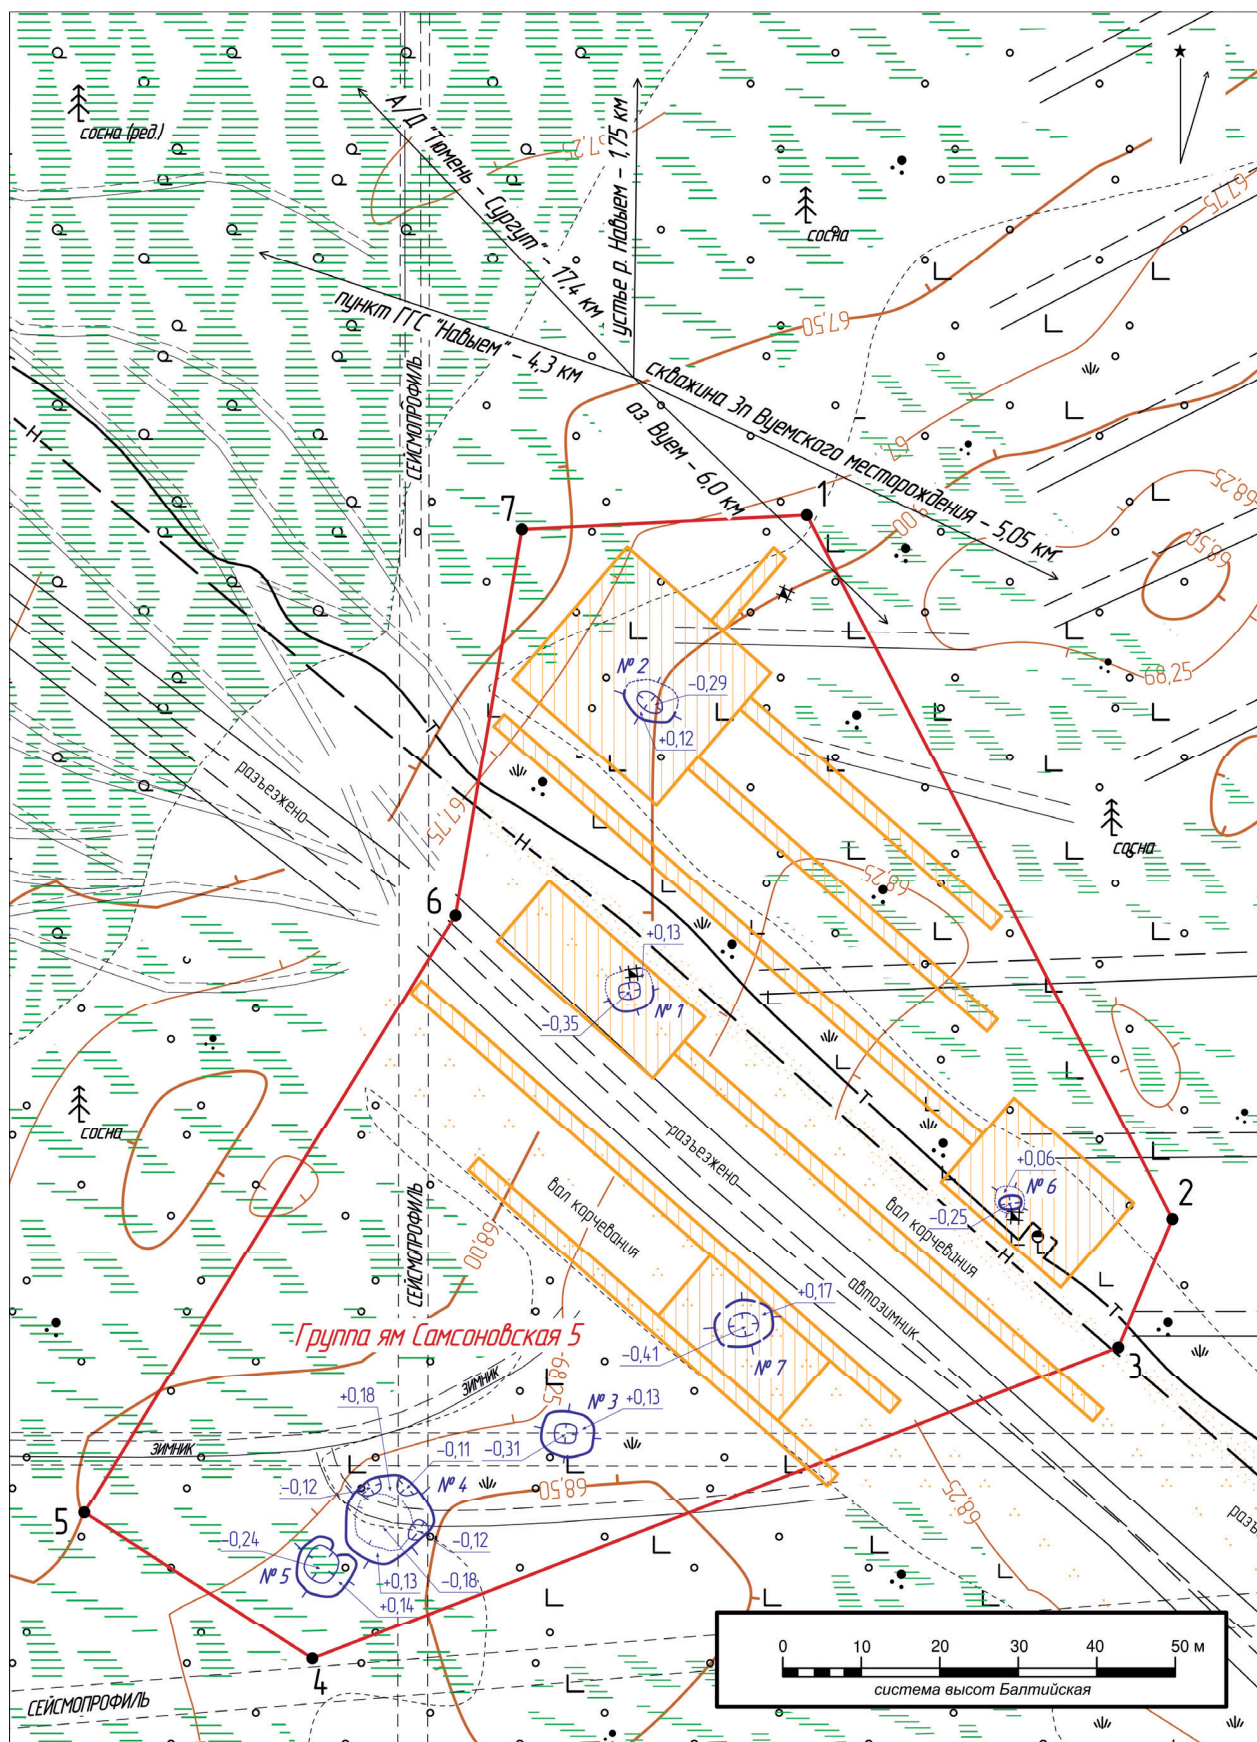 сосна (ред.)
А/Д "Тюмень - Сургут" - 17,4 км
устье р. Навыем - 1,75 км
67,25
67,75
сосна
пункт ГГС "Навыем" - 4,3 км
67,50
скважина 3п Вуемского месторождения - 5,05 км
оз. Вуем - 6,0 км
СЕЙСМОПРОФИЛЬ
Н
68,25
68,50
7
1
№ 2
-0,29
+0,12
68,25
Т
разъезжено
67,75
Н
сосна
68,25
6
+0,13
№ 1
-0,35
Т
сосна
разъезжено
+0,06
№ 6
-0,25
2
СЕЙСМОПРОФИЛЬ
68,00
вал корчевания
вал корчевания
Н
автозимник
+0,17
-0,41
№ 7
Т
3
Группа ям Самсоновская 5
зимник
68,25
+0,18
№ 3
+0,13
-0,11
-0,31
зимник
№ 4
-0,12
68,50
68,25
5
-0,24
-0,12
№ 5
+0,13
-0,18
+0,14
4
СЕЙСМОПРОФИЛЬ
0 10 20 30 40 50 м
система высот Балтийская